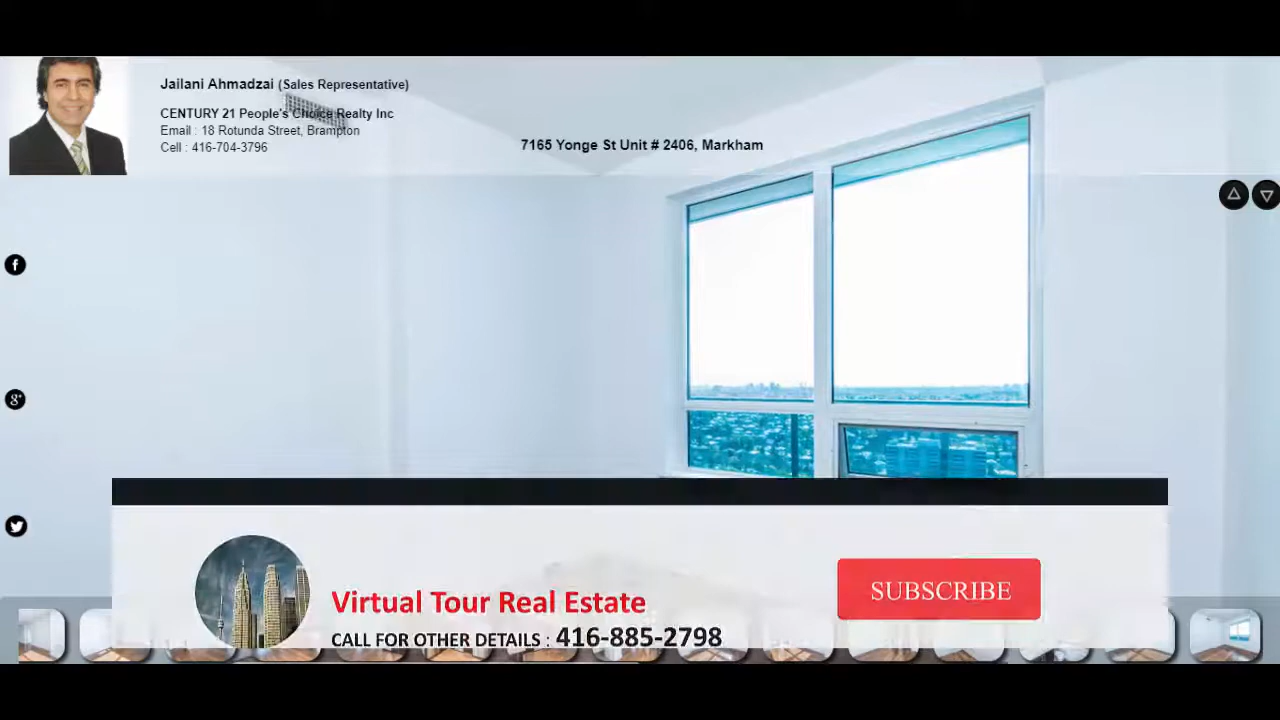 Jailani Ahmadzai (Sales Representative)
CENTURY 21 People's Choice Realty Inc
Email : 18 Rotunda Street, Brampton
Cell : 416-704-3796
7165 Yonge St Unit # 2406, Markham
f
g+
Virtual Tour Real Estate
CALL FOR OTHER DETAILS : 416-885-2798
SUBSCRIBE